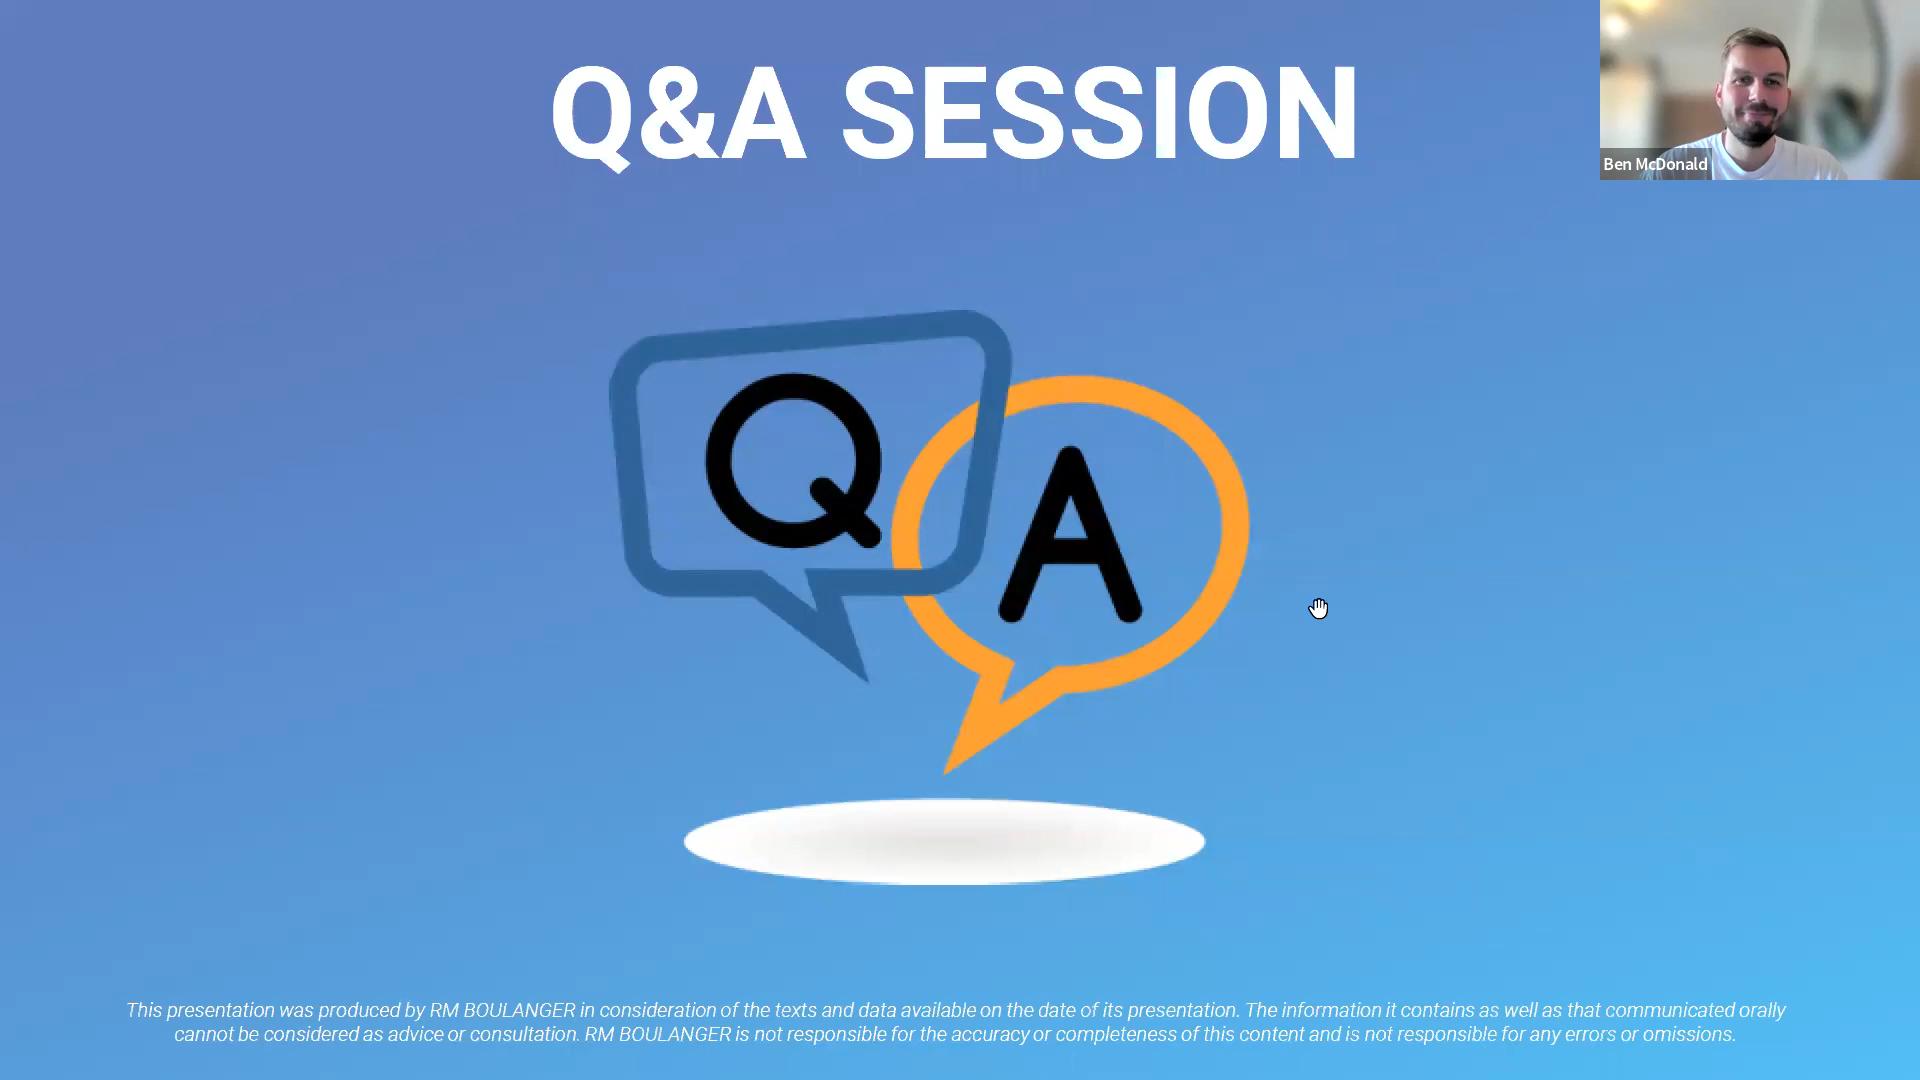 Q&A SESSION
Ben McDonald
Q
A
This presentation was produced by RM BOULANGER in consideration of the texts and data available on the date of its presentation. The information it contains as well as that communicated orally
cannot be considered as advice or consultation. RM BOULANGER is not responsible for the accuracy or completeness of this content and is not responsible for any errors or omissions.